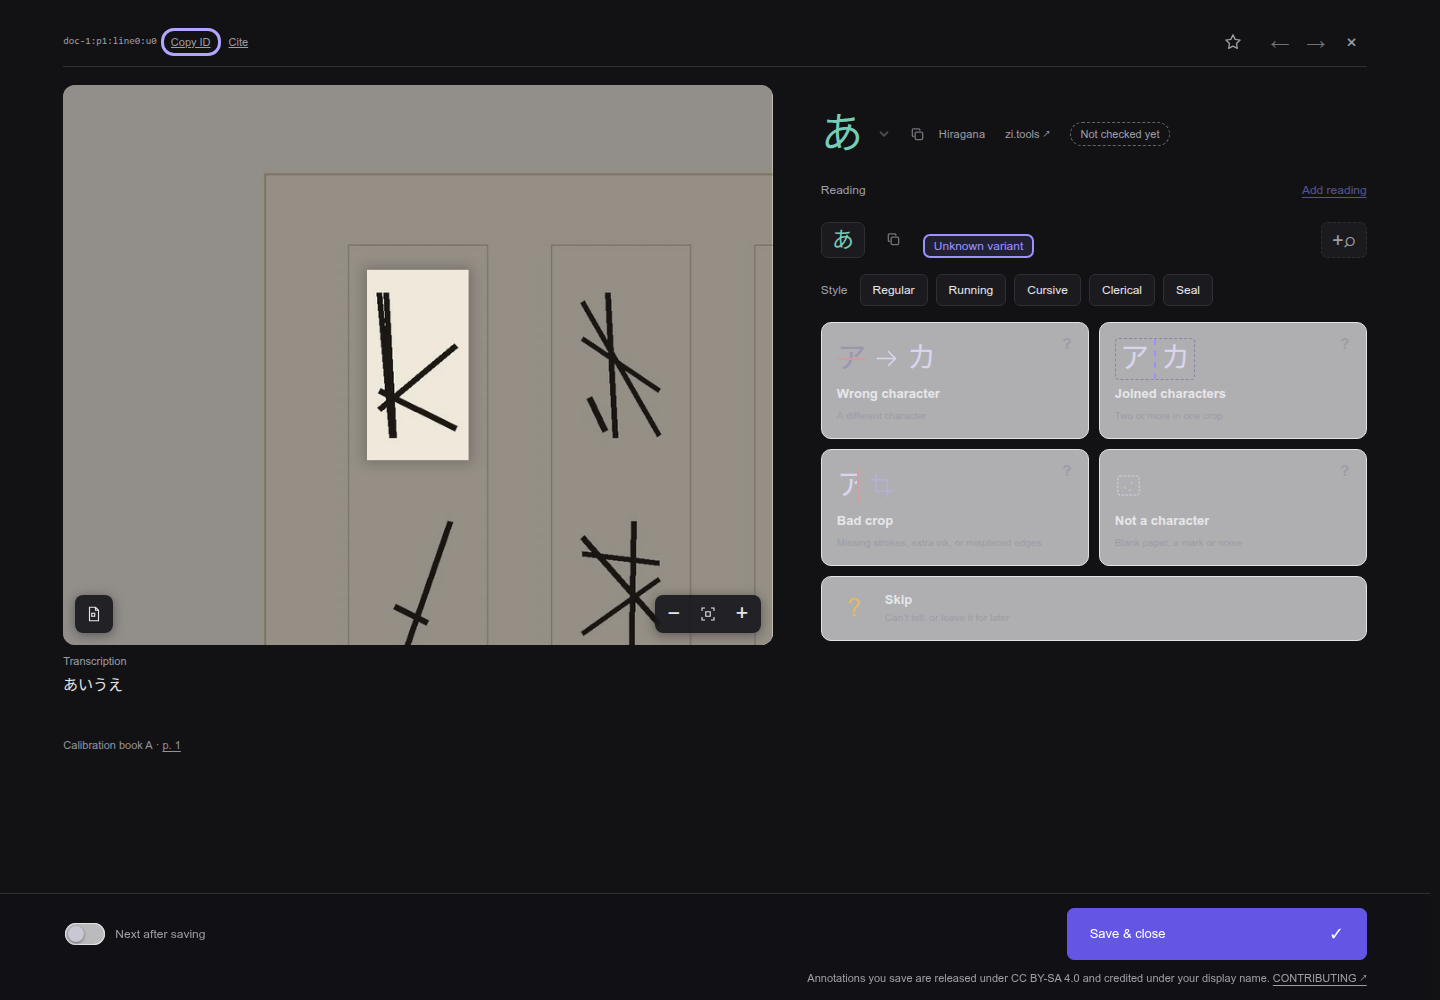 doc-1:p1:line0:u0 Copy ID Cite
あ Hiragana zi.tools ↗ Not checked yet
Reading Add reading
あ Unknown variant
Style Regular Running Cursive Clerical Seal
ア → カ ?
Wrong character
A different character
ア カ ?
Joined characters
Two or more in one crop
ア ?
Bad crop
Missing strokes, extra ink, or misplaced edges
?
Not a character
Blank paper, a mark or noise
? Skip
Can't tell, or leave it for later
Transcription
あいうえ
Calibration book A · p. 1
Next after saving
Save & close ✓
Annotations you save are released under CC BY-SA 4.0 and credited under your display name. CONTRIBUTING ↗